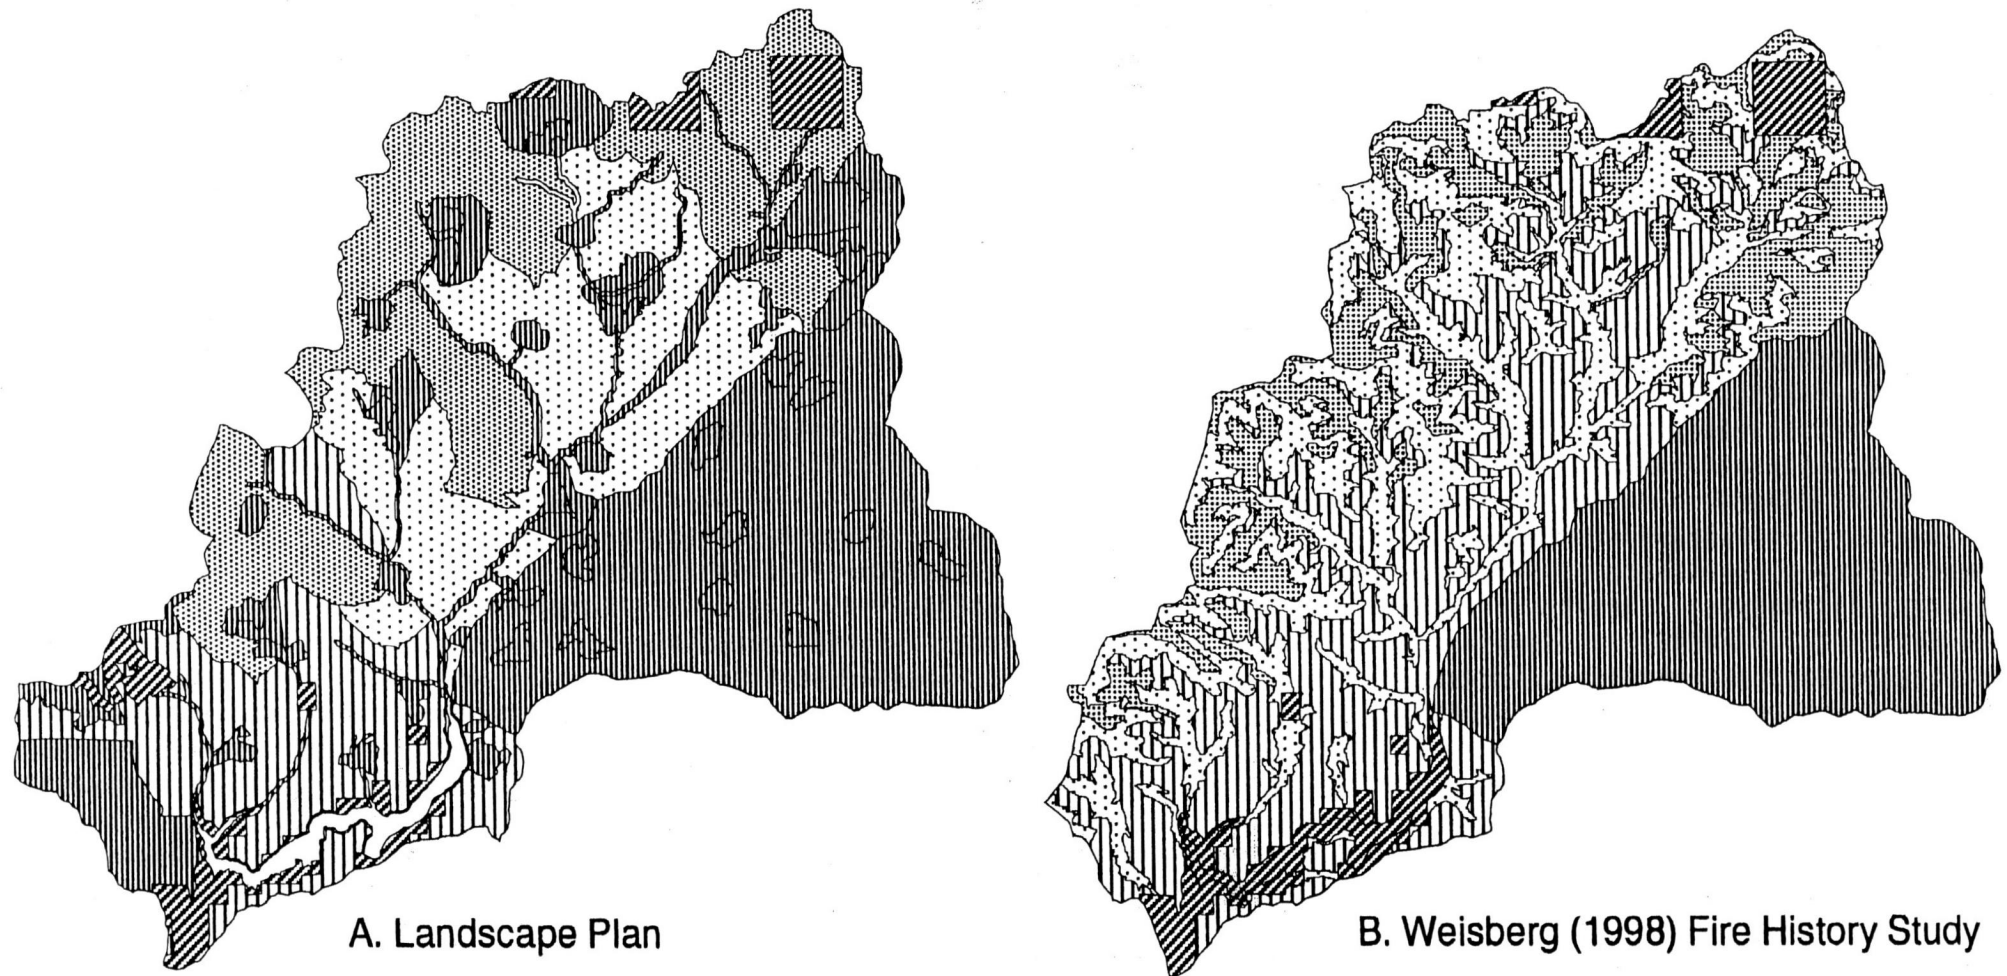 A. Landscape Plan
B. Weisberg (1998) Fire History Study